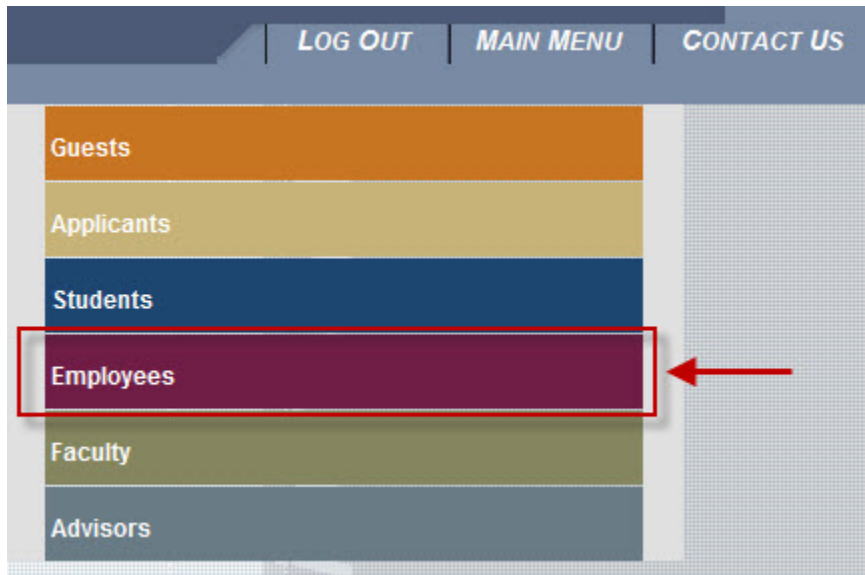 LOG OUT MAIN MENU CONTACT US
Guests
Applicants
Students
Employees
Faculty
Advisors